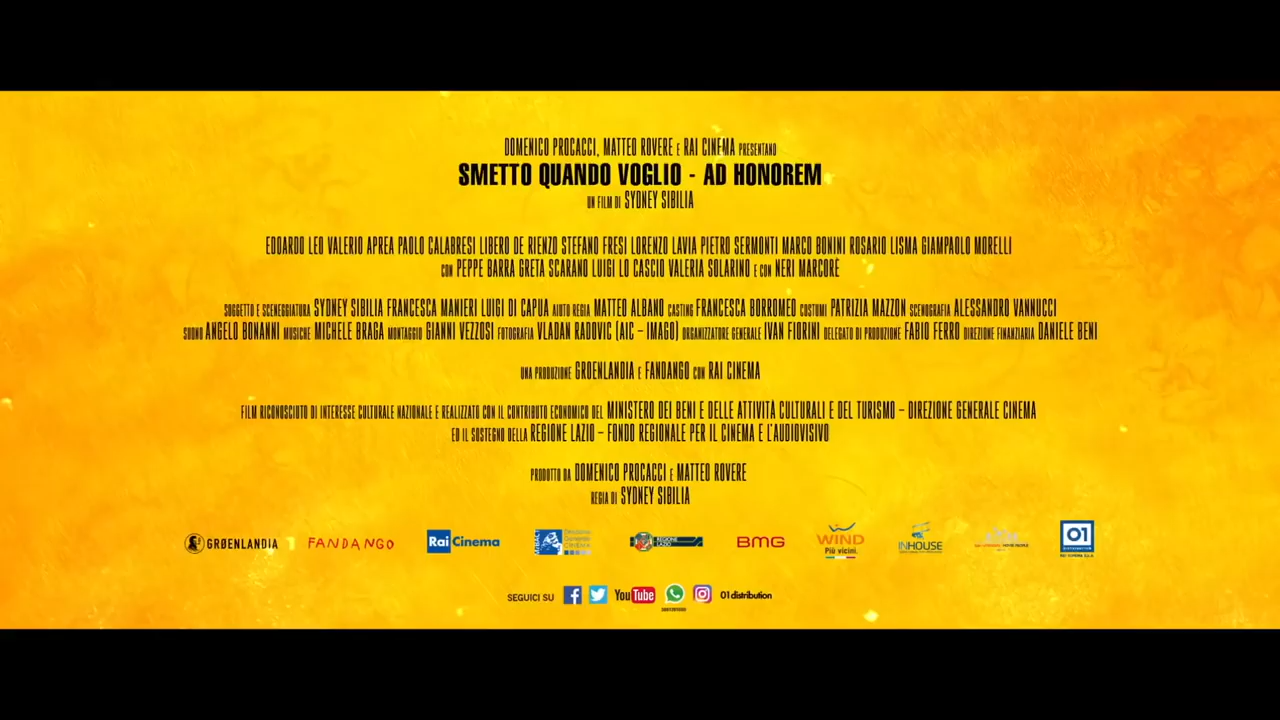 DOMENICO PROCACCI, MATTEO ROVERE E RAI CINEMA PRESENTANO
SMETTO QUANDO VOGLIO - AD HONOREM
UN FILM DI SYDNEY SIBILIA
EDOARDO LEO VALERIO APREA PAOLO CALABRESI LIBERO DE RIENZO STEFANO FRESI LORENZO LAVIA PIETRO SERMONTI MARCO BONINI ROSARIO LISMA GIAMPAOLO MORELLI
CON PEPPE BARRA GRETA SCARANO LUIGI LO CASCIO VALERIA SOLARINO E CON NERI MARCORÈ
SOGGETTO E SCENEGGIATURA SYDNEY SIBILIA FRANCESCA MANIERI LUIGI DI CAPUA AIUTO REGIA MATTEO ALBANO CASTING FRANCESCA BORROMEO COSTUMI PATRIZIA MAZZON SCENOGRAFIA ALESSANDRO VANNUCCI
SUONO ANGELO BONANNI MUSICHE MICHELE BRAGA MONTAGGIO GIANNI VEZZOSI FOTOGRAFIA VLADAN RADOVIC (AIC - IMAGO) ORGANIZZATORE GENERALE IVAN FIORINI DELEGATO DI PRODUZIONE FABIO FERRO DIREZIONE FINANZIARIA DANIELE BENI
UNA PRODUZIONE GROENLANDIA E FANDANGO CON RAI CINEMA
FILM RICONOSCIUTO DI INTERESSE CULTURALE NAZIONALE E REALIZZATO CON IL CONTRIBUTO ECONOMICO DEL MINISTERO DEI BENI E DELLE ATTIVITÀ CULTURALI E DEL TURISMO – DIREZIONE GENERALE CINEMA
ED IL SOSTEGNO DELLA REGIONE LAZIO – FONDO REGIONALE PER IL CINEMA E L'AUDIOVISIVO
PRODOTTO DA DOMENICO PROCACCI E MATTEO ROVERE
REGIA DI SYDNEY SIBILIA
GRØENLANDIA FANDANGO Rai Cinema MiBACT Direzione Generale CINEMA REGIONE LAZIO BMG WIND Più vicini. INHOUSE 01 DISTRIBUTION
SEGUICI SU YouTube 01distribution